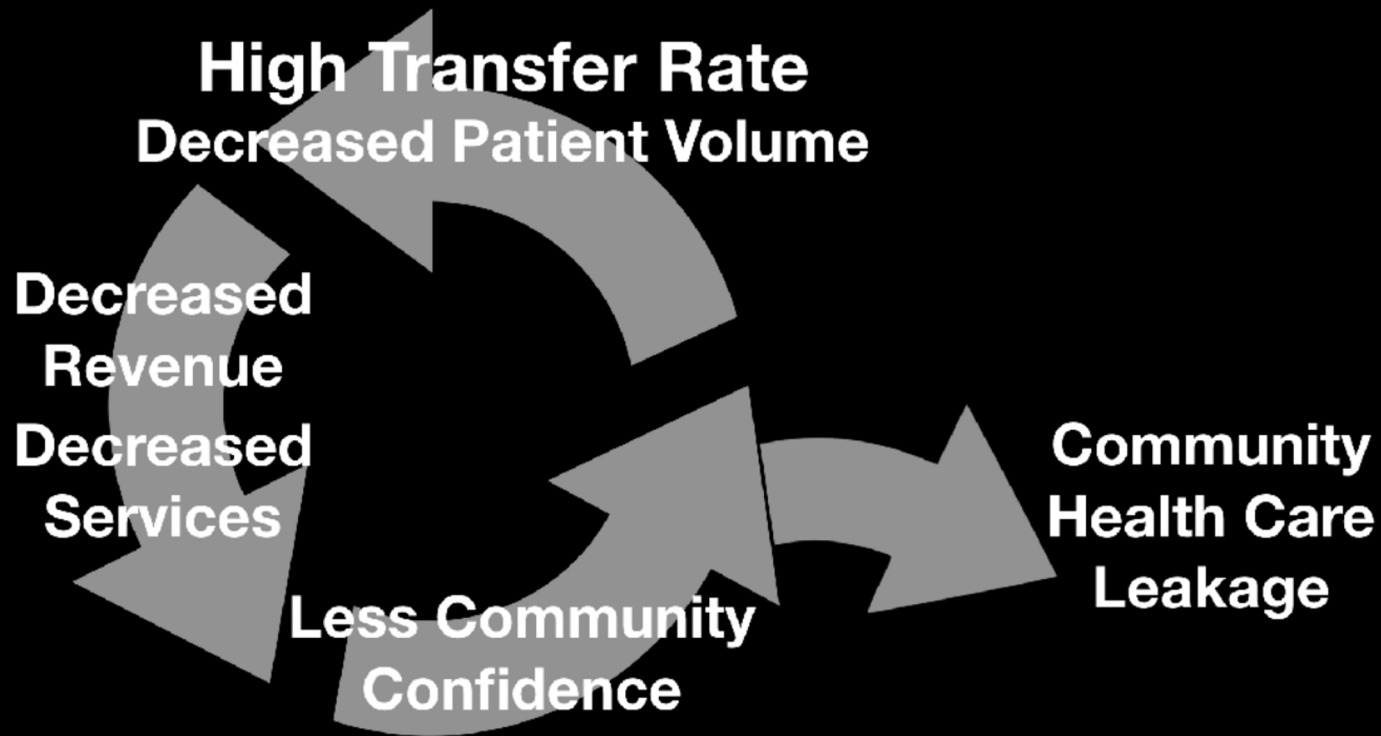 High Transfer Rate
Decreased Patient Volume
Decreased
Revenue
Decreased
Services
Less Community
Confidence
Community
Health Care
Leakage